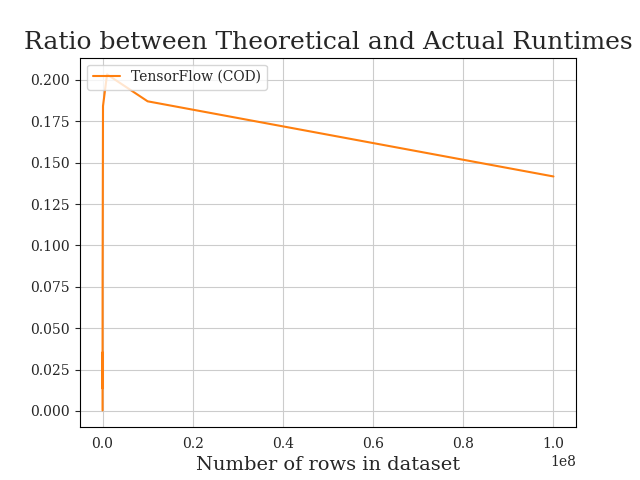 Ratio between Theoretical and Actual Runtimes
TensorFlow (COD)
0.200
0.175
0.150
0.125
0.100
0.075
0.050
0.025
0.000
0.0 0.2 0.4 0.6 0.8 1.0
1e8
Number of rows in dataset